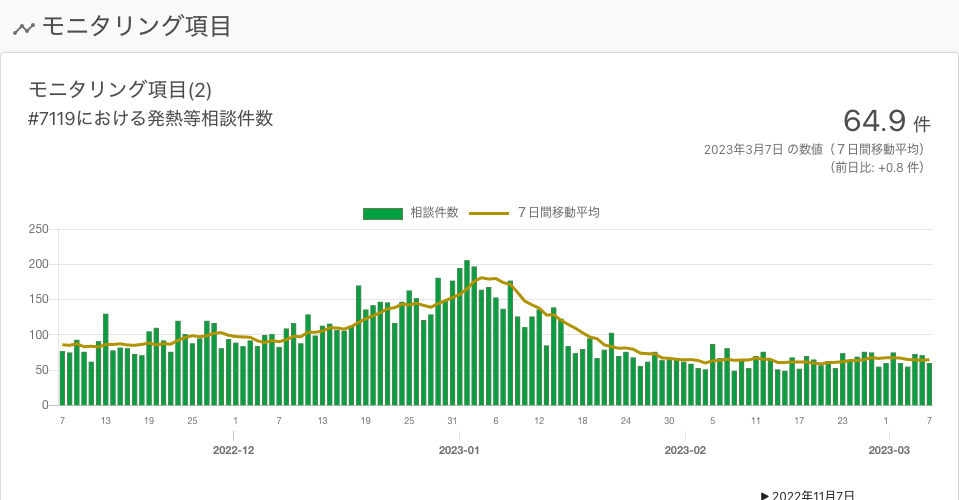 モニタリング項目
モニタリング項目(2)
#7119における発熱等相談件数
64.9 件
2023年3月7日 の数値（７日間移動平均）
（前日比: +0.8 件）
相談件数 ７日間移動平均
250
200
150
100
50
0
7 13 19 25 1 7 13 19 25 31 6 12 18 24 30 5 11 17 23 1 7
2022-12 2023-01 2023-02 2023-03
▶ 2022年11月7日